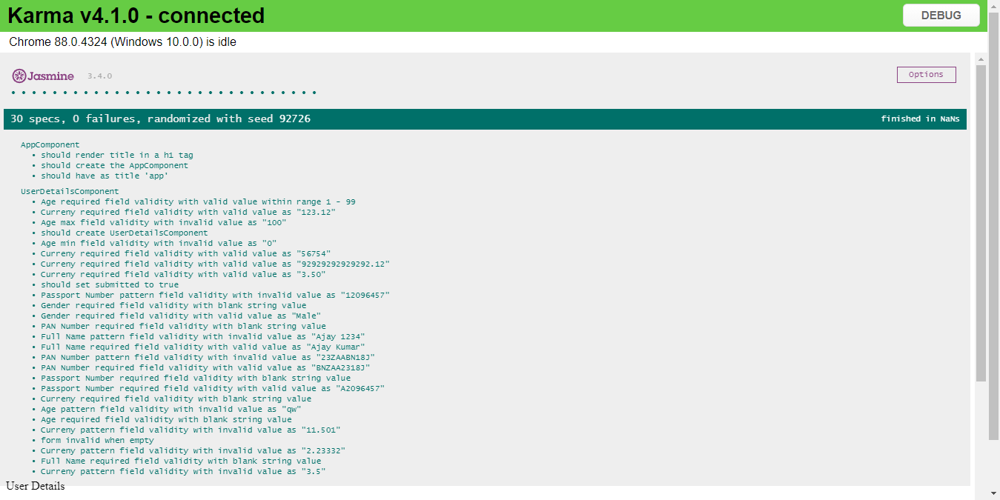 Karma v4.1.0 - connected
DEBUG
Chrome 88.0.4324 (Windows 10.0.0) is idle
Jasmine 3.4.0
Options
30 specs, 0 failures, randomized with seed 92726
finished in NaNs
AppComponent
• should render title in a h1 tag
• should create the AppComponent
• should have as title 'app'
UserDetailsComponent
• Age required field validity with valid value within range 1 - 99
• Curreny required field validity with valid value as "123.12"
• Age max field validity with invalid value as "100"
• should create UserDetailsComponent
• Age min field validity with invalid value as "0"
• Curreny required field validity with valid value as "56754"
• Curreny required field validity with valid value as "92929292929292.12"
• Curreny required field validity with valid value as "3.50"
• should set submitted to true
• Passport Number pattern field validity with invalid value as "12096457"
• Gender required field validity with blank string value
• Gender required field validity with valid value as "Male"
• PAN Number required field validity with blank string value
• Full Name pattern field validity with invalid value as "Ajay 1234"
• Full Name required field validity with valid value as "Ajay Kumar"
• PAN Number pattern field validity with invalid value as "23ZAABN18J"
• PAN Number required field validity with valid value as "BNZAA2318J"
• Passport Number required field validity with blank string value
• Passport Number required field validity with valid value as "A2096457"
• Curreny required field validity with blank string value
• Age pattern field validity with invalid value as "qw"
• Age required field validity with blank string value
• Curreny pattern field validity with invalid value as "11.501"
• form invalid when empty
• Curreny pattern field validity with invalid value as "2.23332"
• Full Name required field validity with blank string value
• Curreny pattern field validity with invalid value as "3.5"
User Details